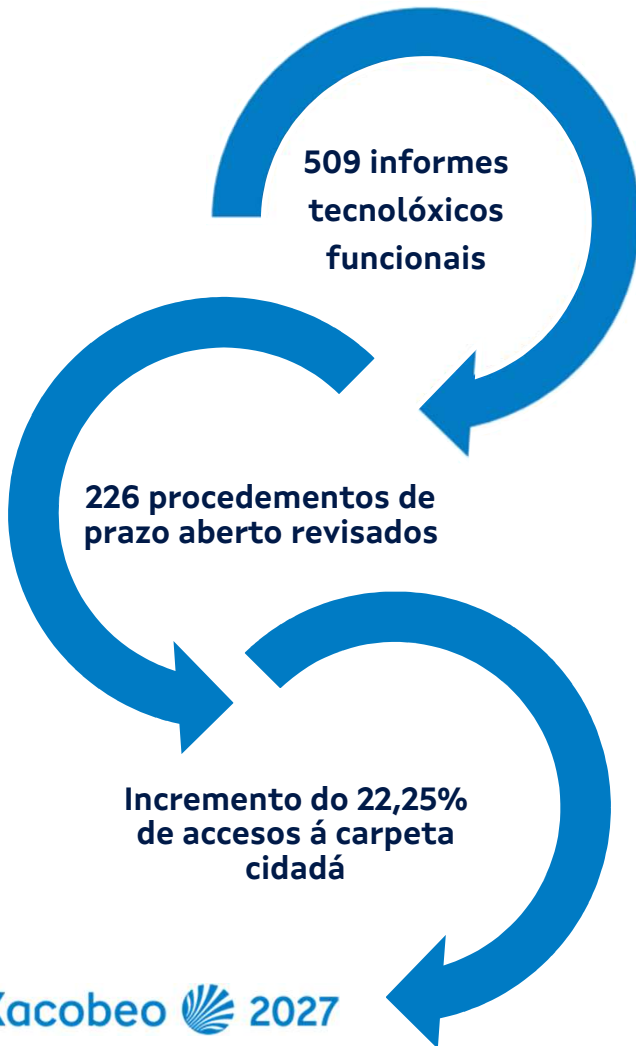 509 informes
tecnolóxicos
funcionais
226 procedementos de
prazo aberto revisados
Incremento do 22,25%
de accesos á carpeta
cidadá
Xacobeo 2027